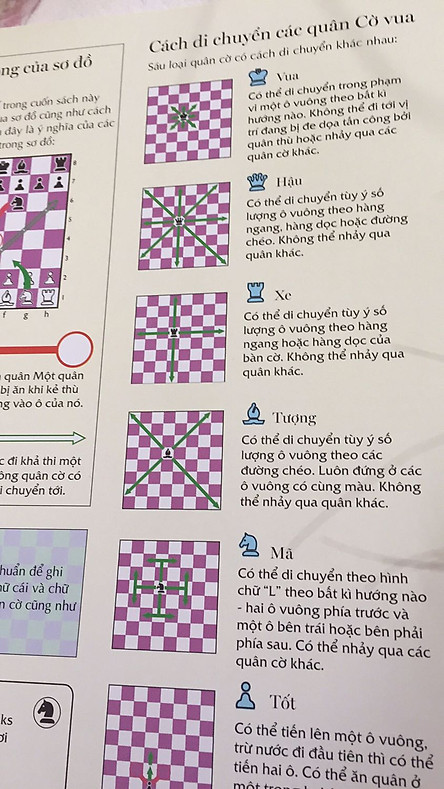 ng của sơ đồ
trong cuốn sách này
ua sơ đồ cũng như cách
đây là ý nghĩa của các
trong sơ đồ:
8
7
6
5
4
3
2
1
f g h
quân Một quân
bị ăn khi kẻ thù
ng vào ô của nó.
c đi khả thi một
ông quân cờ có
i chuyển tới.
huẩn để ghi
ữ cái và chữ
n cờ cũng như
ks
ơi
Cách di chuyển các quân Cờ vua
Sáu loại quân cờ có cách di chuyển khác nhau:
Vua
Có thể di chuyển trong phạm
vi một ô vuông theo bất kì
hướng nào. Không thể đi tới vị
trí đang bị đe dọa tấn công bởi
quân thù hoặc nhảy qua các
quân cờ khác.
Hậu
Có thể di chuyển tùy ý số
lượng ô vuông theo hàng
ngang, hàng dọc hoặc đường
chéo. Không thể nhảy qua
quân khác.
Xe
Có thể di chuyển tùy ý số
lượng ô vuông theo hàng
ngang hoặc hàng dọc của
bàn cờ. Không thể nhảy qua
quân khác.
Tượng
Có thể di chuyển tùy ý số
lượng ô vuông theo các
đường chéo. Luôn đứng ở các
ô vuông có cùng màu. Không
thể nhảy qua quân khác.
Mã
Có thể di chuyển theo hình
chữ "L" theo bất kì hướng nào
- hai ô vuông phía trước và
một ô bên trái hoặc bên phải
phía sau. Có thể nhảy qua các
quân cờ khác.
Tốt
Có thể tiến lên một ô vuông,
trừ nước đi đầu tiên thì có thể
tiến hai ô. Có thể ăn quân ở
một